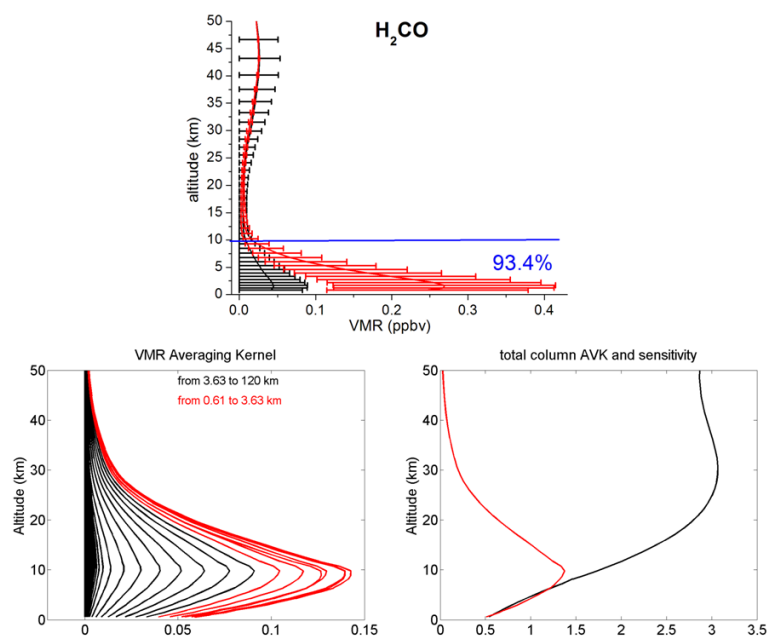 H₂CO
50
45
40
35
30
25
20
15
10
5
0
altitude (km)
93.4%
0.0 0.1 0.2 0.3 0.4
VMR (ppbv)
VMR Averaging Kernel
from 3.63 to 120 km
from 0.61 to 3.63 km
50
40
30
20
10
0
Altitude (km)
0 0.05 0.1 0.15
total column AVK and sensitivity
50
40
30
20
10
0
Altitude (km)
0 0.5 1 1.5 2 2.5 3 3.5